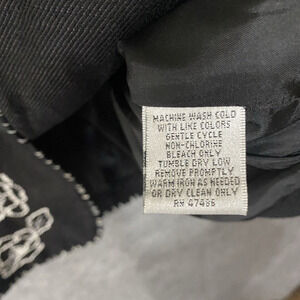 MACHINE WASH COLD
WITH LIKE COLORS
GENTLE CYCLE
NON-CHLORINE
BLEACH ONLY
TUMBLE DRY LOW
REMOVE PROMPTLY
WARM IRON AS NEEDED
OR DRY CLEAN ONLY
RN 47486